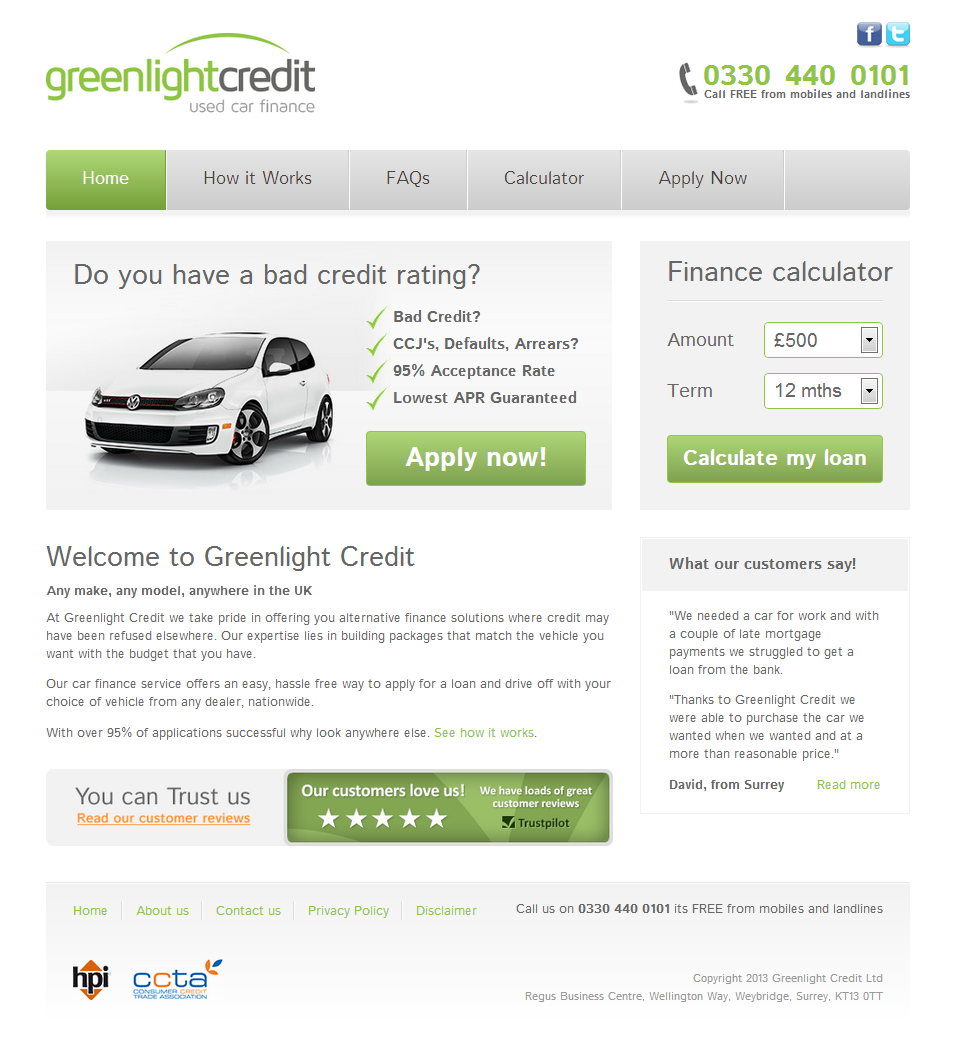 greenlightcredit
used car finance
0330 440 0101
Call FREE from mobiles and landlines
Home
How it Works
FAQs
Calculator
Apply Now
Do you have a bad credit rating?
Bad Credit?
CCJ's, Defaults, Arrears?
95% Acceptance Rate
Lowest APR Guaranteed
Apply now!
Finance calculator
Amount
£500
Term
12 mths
Calculate my loan
Welcome to Greenlight Credit
Any make, any model, anywhere in the UK
At Greenlight Credit we take pride in offering you alternative finance solutions where credit may
have been refused elsewhere. Our expertise lies in building packages that match the vehicle you
want with the budget that you have.
Our car finance service offers an easy, hassle free way to apply for a loan and drive off with your
choice of vehicle from any dealer, nationwide.
With over 95% of applications successful why look anywhere else. See how it works.
What our customers say!
"We needed a car for work and with
a couple of late mortgage
payments we struggled to get a
loan from the bank.
"Thanks to Greenlight Credit we
were able to purchase the car we
wanted when we wanted and at a
more than reasonable price."
David, from Surrey
Read more
You can Trust us
Read our customer reviews
Our customers love us!
We have loads of great
customer reviews
Trustpilot
Home
About us
Contact us
Privacy Policy
Disclaimer
Call us on 0330 440 0101 its FREE from mobiles and landlines
hpi
ccta
CONSUMER CREDIT
TRADE ASSOCIATION
Copyright 2013 Greenlight Credit Ltd
Regus Business Centre, Wellington Way, Weybridge, Surrey, KT13 0TT